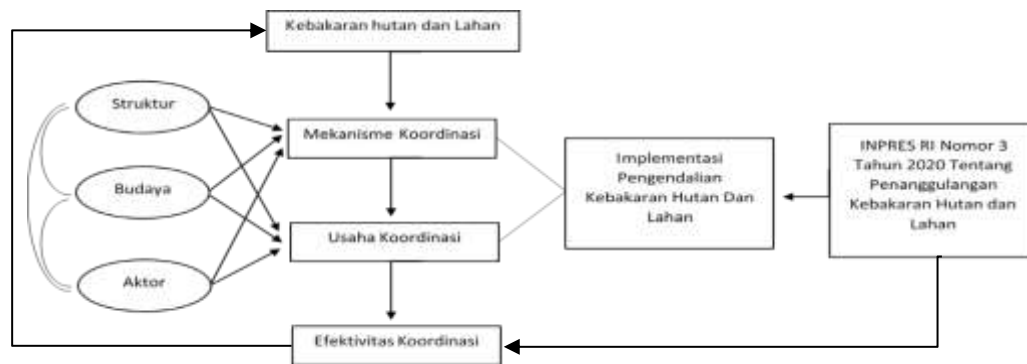 Kebakaran hutan dan Lahan
Struktur
Budaya
Aktor
Mekanisme Koordinasi
Usaha Koordinasi
Efektivitas Koordinasi
Implementasi
Pengendalian
Kebakaran Hutan Dan
Lahan
INPRES RI Nomor 3
Tahun 2020 Tentang
Penanggulangan
Kebakaran Hutan dan
Lahan